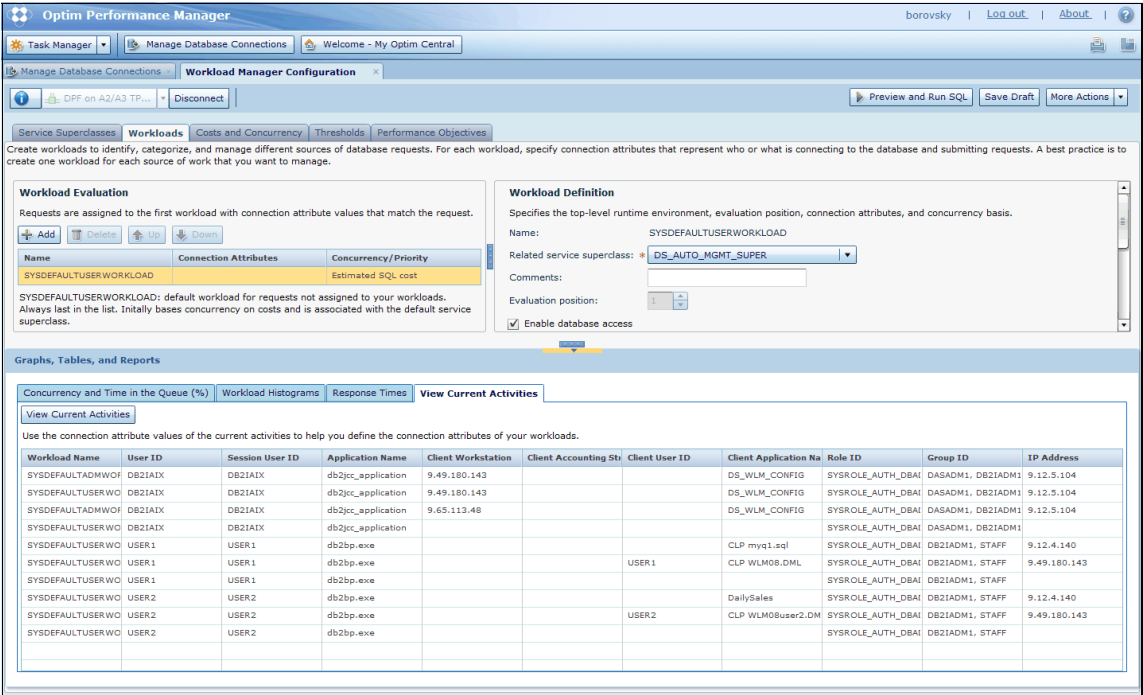 Optim Performance Manager
borovsky | Log out | About | ?
Task Manager Manage Database Connections Welcome - My Optim Central
Manage Database Connections × Workload Manager Configuration ×
DPF on A2/A3 TP... Disconnect Preview and Run SQL Save Draft More Actions
Service Superclasses Workloads Costs and Concurrency Thresholds Performance Objectives
Create workloads to identify, categorize, and manage different sources of database requests. For each workload, specify connection attributes that represent who or what is connecting to the database and submitting requests. A best practice is to
create one workload for each source of work that you want to manage.
Workload Evaluation
Requests are assigned to the first workload with connection attribute values that match the request.
Add Delete Up Down
Name Connection Attributes Concurrency/Priority
SYSDEFAULTUSERWORKLOAD Estimated SQL cost
SYSDEFAULTUSERWORKLOAD: default workload for requests not assigned to your workloads.
Always last in the list. Initally bases concurrency on costs and is associated with the default service
superclass.
Workload Definition
Specifies the top-level runtime environment, evaluation position, connection attributes, and concurrency basis.
Name: SYSDEFAULTUSERWORKLOAD
Related service superclass: * DS_AUTO_MGMT_SUPER
Comments:
Evaluation position: 1
Enable database access
Graphs, Tables, and Reports
Concurrency and Time in the Queue (%) Workload Histograms Response Times View Current Activities
View Current Activities
Use the connection attribute values of the current activities to help you define the connection attributes of your workloads.
Workload Name User ID Session User ID Application Name Client Workstation Client Accounting Str Client User ID Client Application Na Role ID Group ID IP Address
SYSDEFAULTADMWOF DB2IAIX DB2IAIX db2jcc_application 9.49.180.143 DS_WLM_CONFIG SYSROLE_AUTH_DBAI DASADM1, DB2IADM1 9.12.5.104
SYSDEFAULTUSERWO DB2IAIX DB2IAIX db2jcc_application 9.49.180.143 DS_WLM_CONFIG SYSROLE_AUTH_DBAI DASADM1, DB2IADM1 9.12.5.104
SYSDEFAULTADMWOF DB2IAIX DB2IAIX db2jcc_application 9.65.113.48 DS_WLM_CONFIG SYSROLE_AUTH_DBAI DASADM1, DB2IADM1 9.12.5.104
SYSDEFAULTUSERWO DB2IAIX DB2IAIX db2jcc_application SYSROLE_AUTH_DBAI DASADM1, DB2IADM1
SYSDEFAULTUSERWO USER1 USER1 db2bp.exe CLP myq1.sql SYSROLE_AUTH_DBAI DB2IADM1, STAFF 9.12.4.140
SYSDEFAULTUSERWO USER1 USER1 db2bp.exe USER1 CLP WLM08.DML SYSROLE_AUTH_DBAI DB2IADM1, STAFF 9.49.180.143
SYSDEFAULTUSERWO USER1 USER1 db2bp.exe SYSROLE_AUTH_DBAI DB2IADM1, STAFF
SYSDEFAULTUSERWO USER2 USER2 db2bp.exe DailySales SYSROLE_AUTH_DBAI DB2IADM1, STAFF 9.12.4.140
SYSDEFAULTUSERWO USER2 USER2 db2bp.exe USER2 CLP WLM08user2.DM SYSROLE_AUTH_DBAI DB2IADM1, STAFF 9.49.180.143
SYSDEFAULTUSERWO USER2 USER2 db2bp.exe SYSROLE_AUTH_DBAI DB2IADM1, STAFF